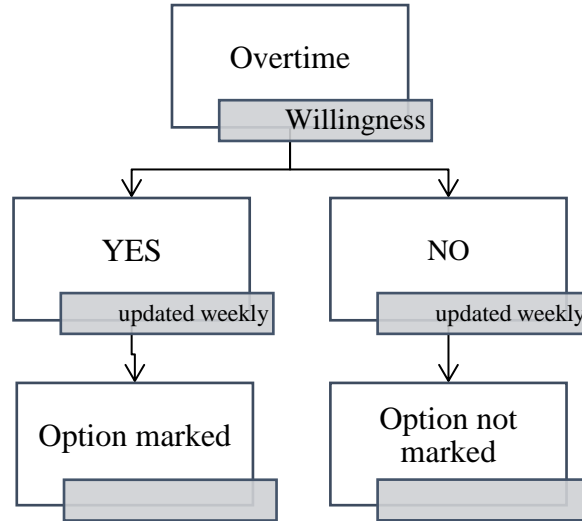 Overtime
Willingness
YES
NO
updated weekly
updated weekly
Option marked
Option not
marked